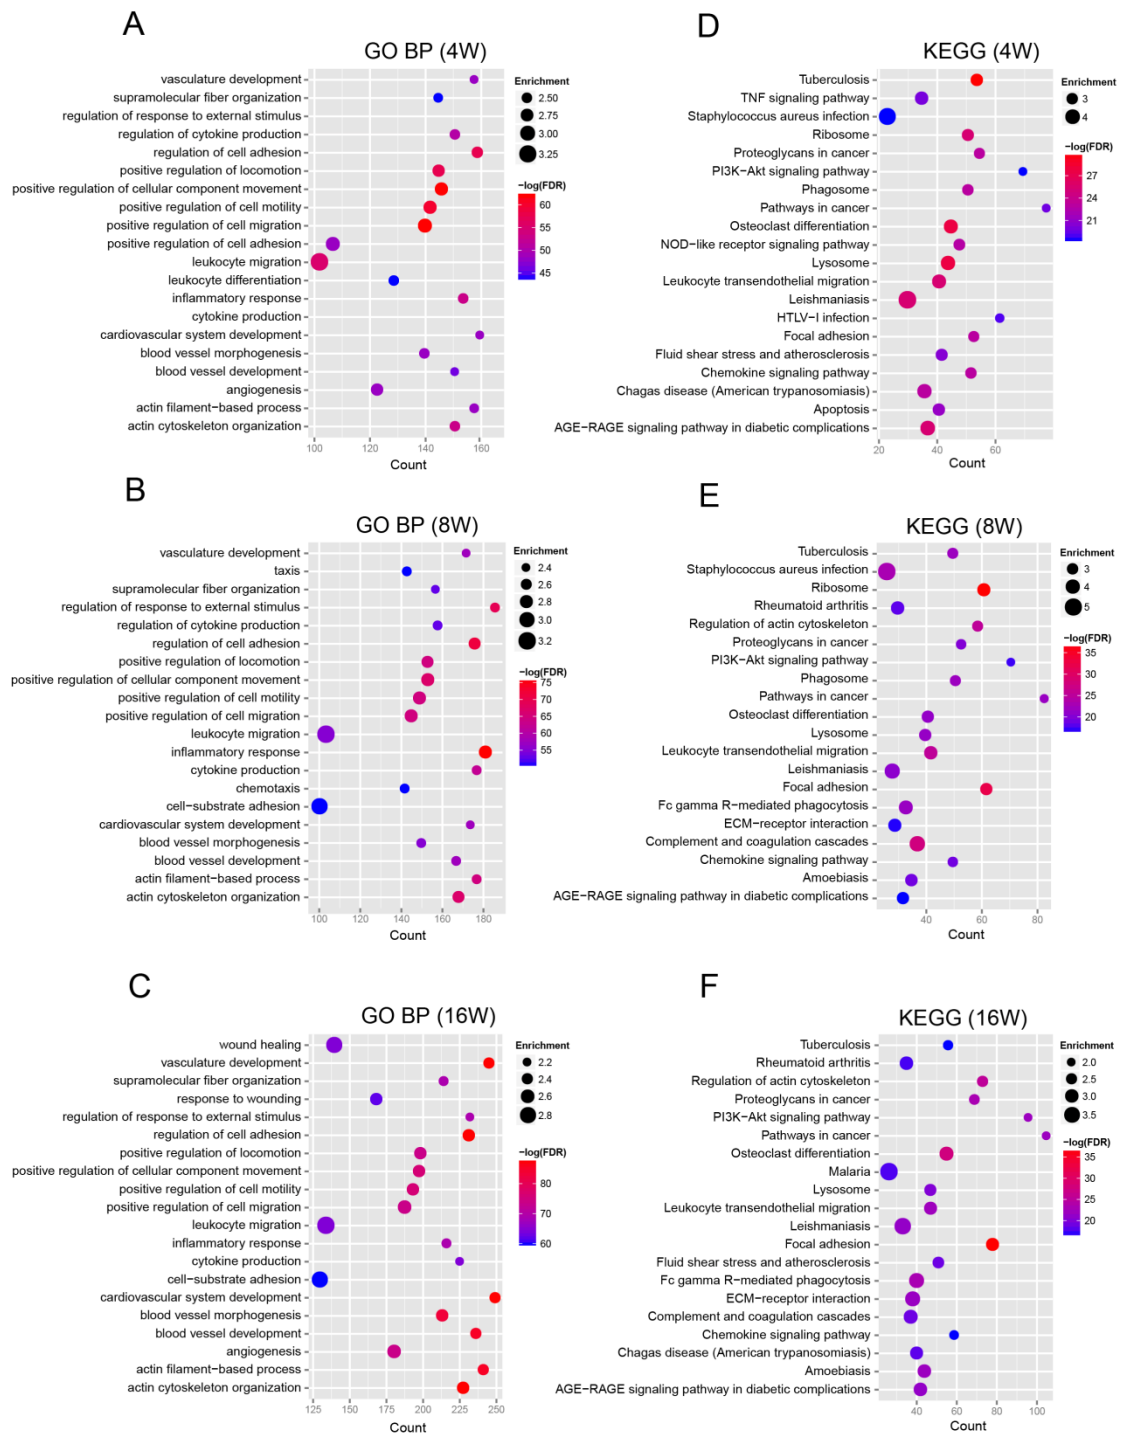 A
GO BP (4W)
vasculature development
supramolecular fiber organization
regulation of response to external stimulus
regulation of cytokine production
regulation of cell adhesion
positive regulation of locomotion
positive regulation of cellular component movement
positive regulation of cell motility
positive regulation of cell migration
positive regulation of cell adhesion
leukocyte migration
leukocyte differentiation
inflammatory response
cytokine production
cardiovascular system development
blood vessel morphogenesis
blood vessel development
angiogenesis
actin filament−based process
actin cytoskeleton organization
100 120 140 160
Count
Enrichment
2.50
2.75
3.00
3.25
−log(FDR)
60
55
50
45
D
KEGG (4W)
Tuberculosis
TNF signaling pathway
Staphylococcus aureus infection
Ribosome
Proteoglycans in cancer
PI3K−Akt signaling pathway
Phagosome
Pathways in cancer
Osteoclast differentiation
NOD−like receptor signaling pathway
Lysosome
Leukocyte transendothelial migration
Leishmaniasis
HTLV−I infection
Focal adhesion
Fluid shear stress and atherosclerosis
Chemokine signaling pathway
Chagas disease (American trypanosomiasis)
Apoptosis
AGE−RAGE signaling pathway in diabetic complications
20 40 60
Count
Enrichment
3
4
−log(FDR)
27
24
21
B
GO BP (8W)
vasculature development
taxis
supramolecular fiber organization
regulation of response to external stimulus
regulation of cytokine production
regulation of cell adhesion
positive regulation of locomotion
positive regulation of cellular component movement
positive regulation of cell motility
positive regulation of cell migration
leukocyte migration
inflammatory response
cytokine production
chemotaxis
cell−substrate adhesion
cardiovascular system development
blood vessel morphogenesis
blood vessel development
actin filament−based process
actin cytoskeleton organization
100 120 140 160 180
Count
Enrichment
2.4
2.6
2.8
3.0
3.2
−log(FDR)
75
70
65
60
55
E
KEGG (8W)
Tuberculosis
Staphylococcus aureus infection
Ribosome
Rheumatoid arthritis
Regulation of actin cytoskeleton
Proteoglycans in cancer
PI3K−Akt signaling pathway
Phagosome
Pathways in cancer
Osteoclast differentiation
Lysosome
Leukocyte transendothelial migration
Leishmaniasis
Focal adhesion
Fc gamma R−mediated phagocytosis
ECM−receptor interaction
Complement and coagulation cascades
Chemokine signaling pathway
Amoebiasis
AGE−RAGE signaling pathway in diabetic complications
40 60 80
Count
Enrichment
3
4
5
−log(FDR)
35
30
25
20
C
GO BP (16W)
wound healing
vasculature development
supramolecular fiber organization
response to wounding
regulation of response to external stimulus
regulation of cell adhesion
positive regulation of locomotion
positive regulation of cellular component movement
positive regulation of cell motility
positive regulation of cell migration
leukocyte migration
inflammatory response
cytokine production
cell−substrate adhesion
cardiovascular system development
blood vessel morphogenesis
blood vessel development
angiogenesis
actin filament−based process
actin cytoskeleton organization
125 150 175 200 225 250
Count
Enrichment
2.2
2.4
2.6
2.8
−log(FDR)
80
70
60
F
KEGG (16W)
Tuberculosis
Rheumatoid arthritis
Regulation of actin cytoskeleton
Proteoglycans in cancer
PI3K−Akt signaling pathway
Pathways in cancer
Osteoclast differentiation
Malaria
Lysosome
Leukocyte transendothelial migration
Leishmaniasis
Focal adhesion
Fluid shear stress and atherosclerosis
Fc gamma R−mediated phagocytosis
ECM−receptor interaction
Complement and coagulation cascades
Chemokine signaling pathway
Chagas disease (American trypanosomiasis)
Amoebiasis
AGE−RAGE signaling pathway in diabetic complications
40 60 80 100
Count
Enrichment
2.0
2.5
3.0
3.5
−log(FDR)
35
30
25
20